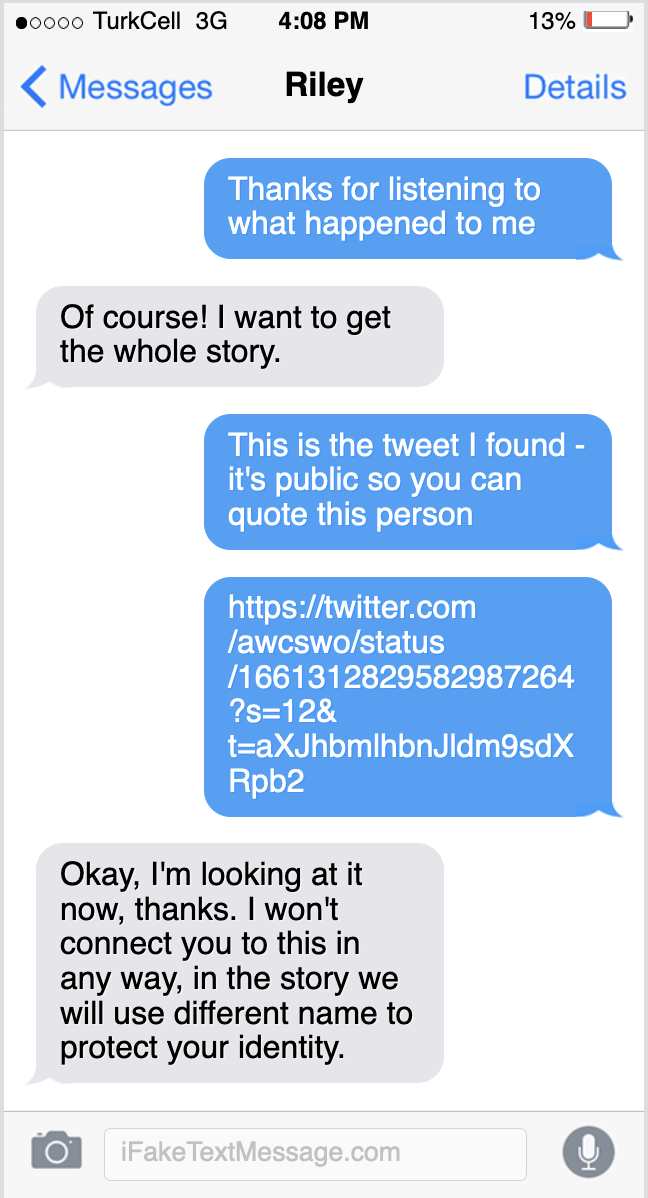 TurkCell 3G 4:08 PM 13%
Messages Riley Details
Thanks for listening to
what happened to me
Of course! I want to get
the whole story.
This is the tweet I found -
it's public so you can
quote this person
https://twitter.com
/awcswo/status
/1661312829582987264
?s=12&
t=aXJhbmlhbnJldm9sdX
Rpb2
Okay, I'm looking at it
now, thanks. I won't
connect you to this in
any way, in the story we
will use different name to
protect your identity.
iFakeTextMessage.com